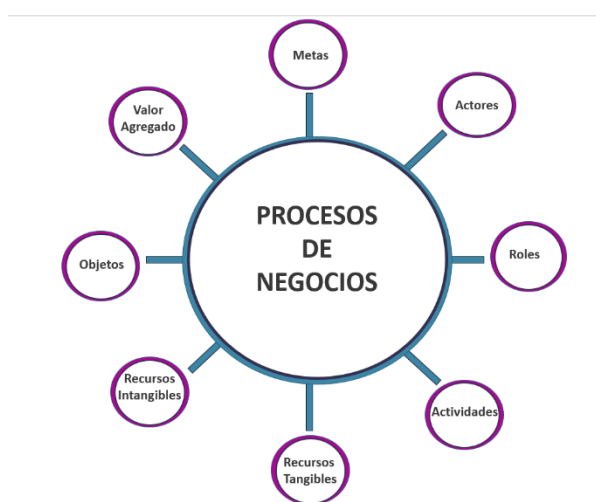 Metas
Actores
Roles
Actividades
Recursos
Tangibles
Recursos
Intangibles
Objetos
Valor
Agregado
PROCESOS
DE
NEGOCIOS